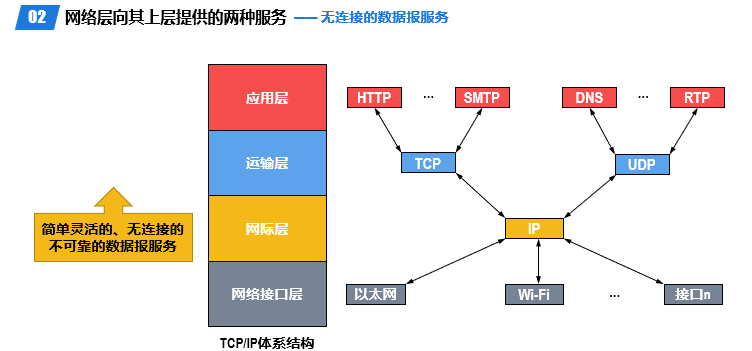 02 网络层向其上层提供的两种服务 —— 无连接的数据报服务
应用层
HTTP … SMTP DNS … RTP
运输层
TCP UDP
简单灵活的、无连接的
不可靠的数据报服务
网际层
IP
网络接口层
以太网 Wi-Fi … 接口n
TCP/IP体系结构